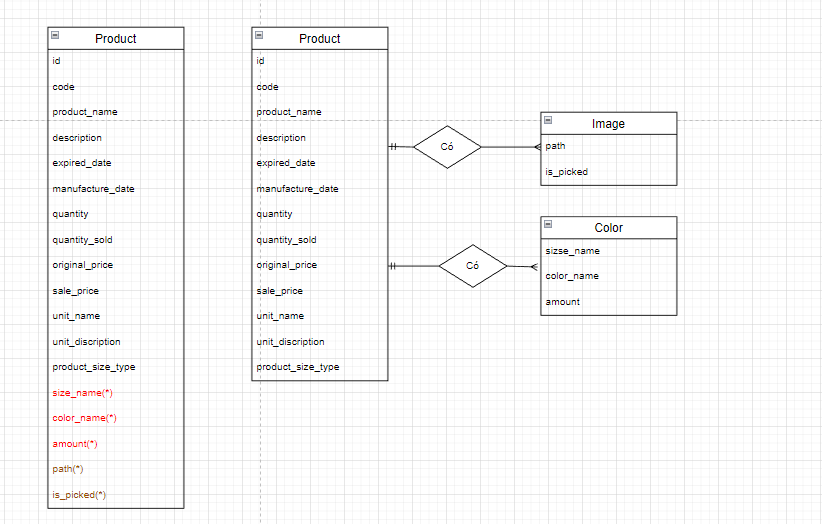 Product
id
code
product_name
description
expired_date
manufacture_date
quantity
quantity_sold
original_price
sale_price
unit_name
unit_discription
product_size_type
size_name(*)
color_name(*)
amount(*)
path(*)
is_picked(*)
Product
id
code
product_name
description
expired_date
manufacture_date
quantity
quantity_sold
original_price
sale_price
unit_name
unit_discription
product_size_type
Có
Có
Image
path
is_picked
Color
sizse_name
color_name
amount